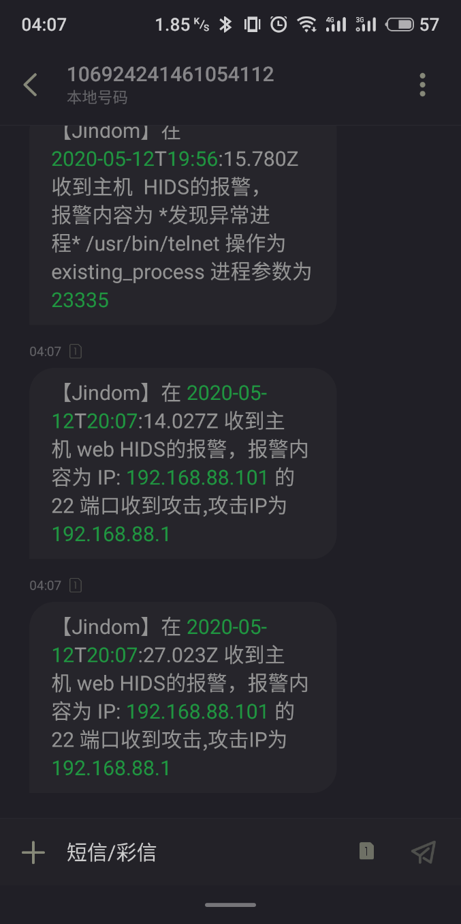 04:07 1.85 K/s 4G 3G 57
106924241461054112
本地号码
【Jindom】在
2020-05-12T19:56:15.780Z
收到主机 HIDS的报警，
报警内容为 *发现异常进
程* /usr/bin/telnet 操作为
existing_process 进程参数为
23335
04:07 1
【Jindom】在 2020-05-
12T20:07:14.027Z 收到主
机 web HIDS的报警，报警内
容为 IP: 192.168.88.101 的
22 端口收到攻击,攻击IP为
192.168.88.1
04:07 1
【Jindom】在 2020-05-
12T20:07:27.023Z 收到主
机 web HIDS的报警，报警内
容为 IP: 192.168.88.101 的
22 端口收到攻击,攻击IP为
192.168.88.1
短信/彩信 1